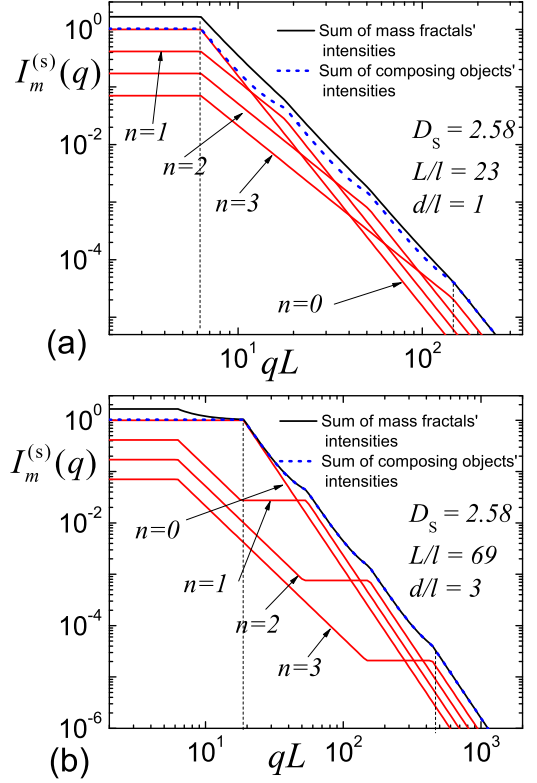 10^0
10^-2
10^-4
I_m^(s)(q)
Sum of mass fractals'
intensities
Sum of composing objects'
intensities
n=1
n=2
n=3
n=0
D_S = 2.58
L/l = 23
d/l = 1
(a)
10^1
10^2
qL
10^0
10^-2
10^-4
10^-6
I_m^(s)(q)
Sum of mass fractals'
intensities
Sum of composing objects'
intensities
n=0
n=1
n=2
n=3
D_S = 2.58
L/l = 69
d/l = 3
(b)
10^1
10^2
10^3
qL